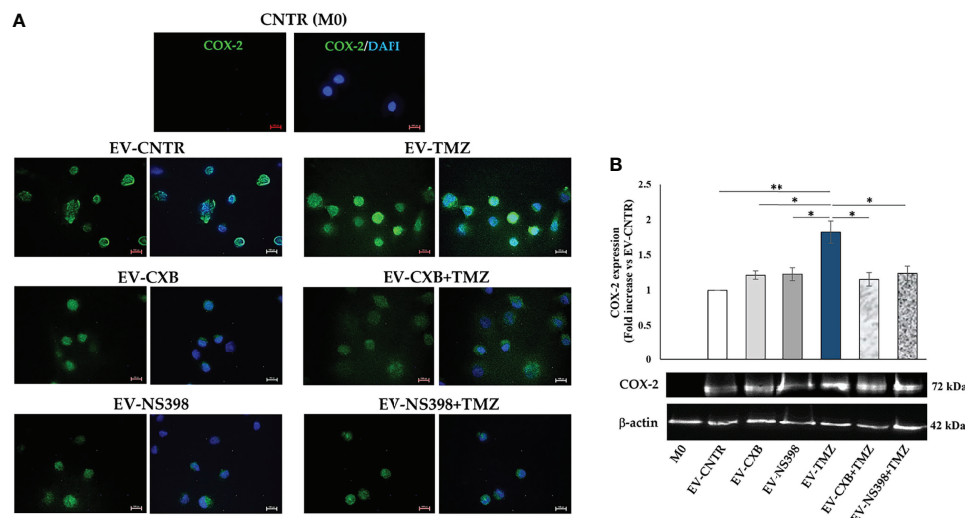 A
CNTR (M0)
COX-2
COX-2/DAFI
EV-CNTR
EV-TMZ
EV-CXB
EV-CXB+TMZ
EV-NS398
EV-NS398+TMZ
B
COX-2 expression
(Fold increase vs EV-CNTR)
2.5
2
1.5
1
0.5
0
**
* *
* *
COX-2
72 kDa
β-actin
42 kDa
M0
EV-CNTR
EV-CXB
EV-NS398
EV-TMZ
EV-CXB+TMZ
EV-NS398+TMZ